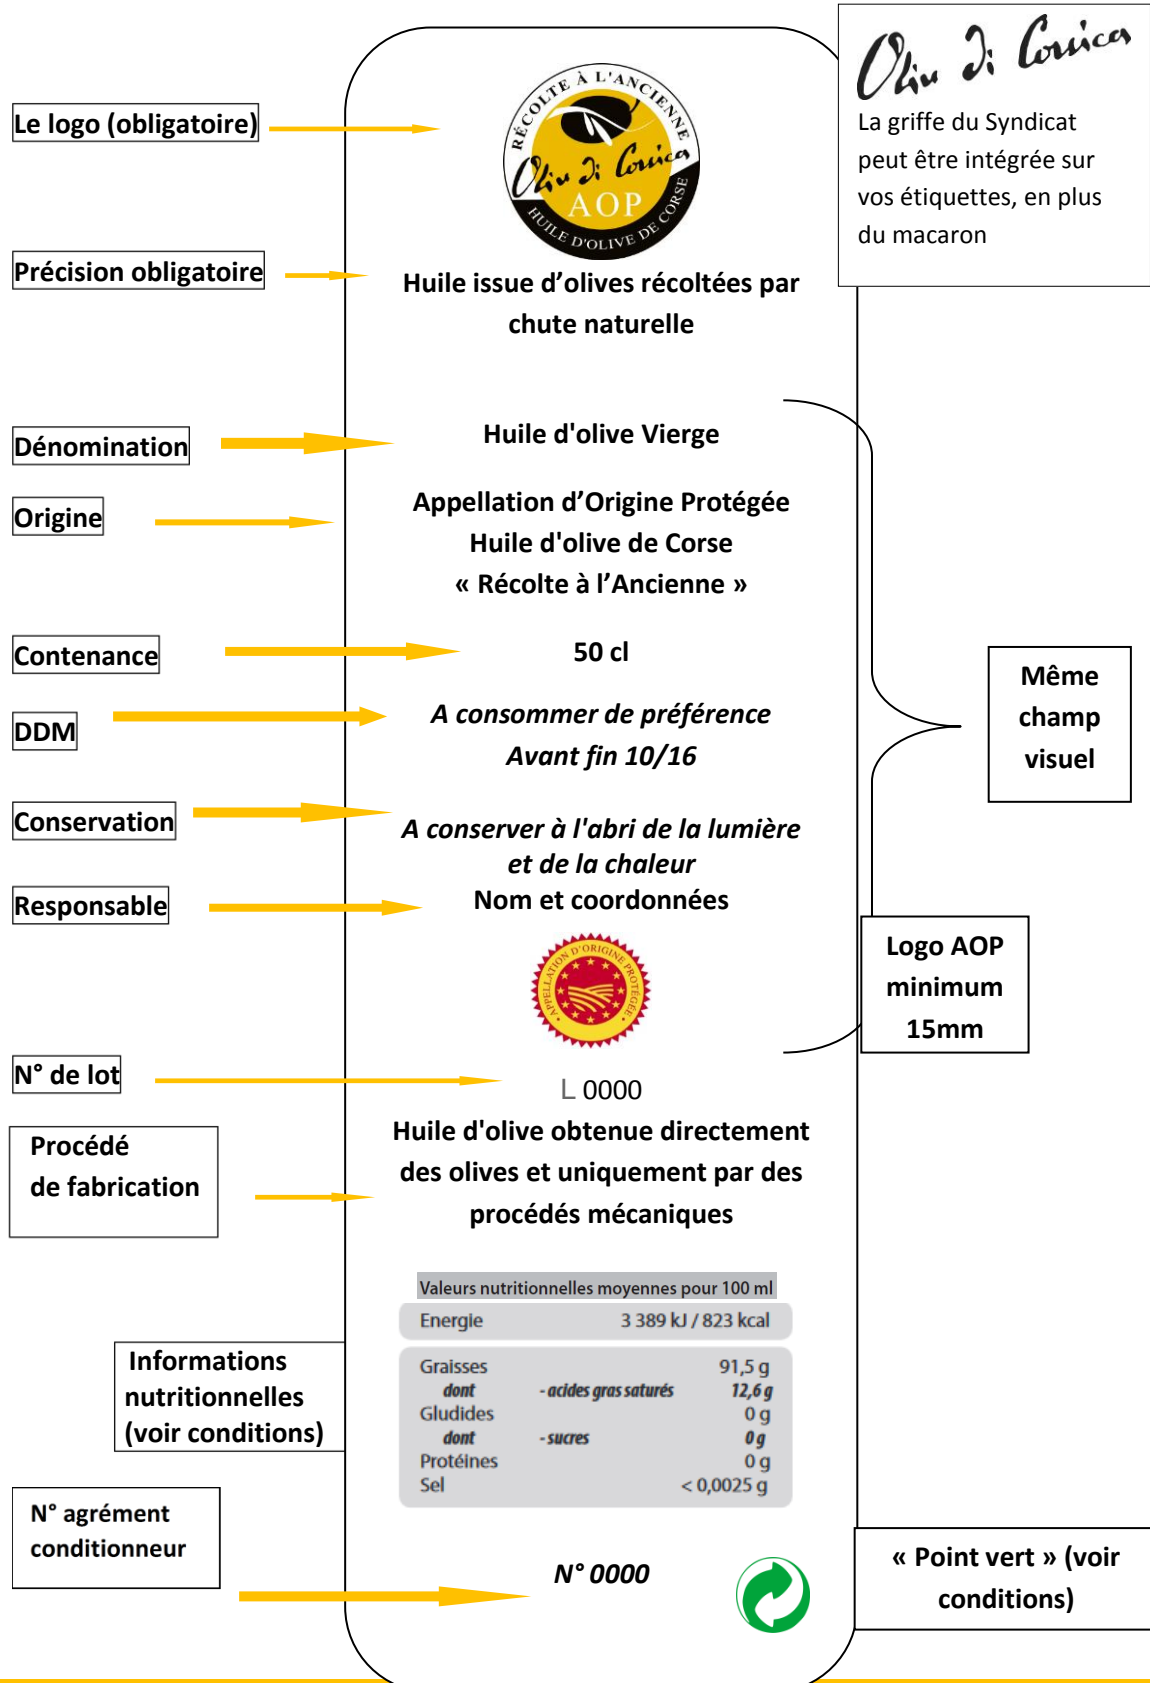 Oliu di Corsica
La griffe du Syndicat
peut être intégrée sur
vos étiquettes, en plus
du macaron
Le logo (obligatoire)
RÉCOLTE À L'ANCIENNE
Oliu di Corsica
AOP
HUILE D'OLIVE DE CORSE
Précision obligatoire
Huile issue d’olives récoltées par
chute naturelle
Dénomination
Huile d'olive Vierge
Origine
Appellation d’Origine Protégée
Huile d'olive de Corse
« Récolte à l’Ancienne »
Contenance
50 cl
Même
champ
visuel
DDM
A consommer de préférence
Avant fin 10/16
Conservation
A conserver à l'abri de la lumière
et de la chaleur
Responsable
Nom et coordonnées
APPELLATION D'ORIGINE PROTÉGÉE
Logo AOP
minimum
15mm
N° de lot
L 0000
Procédé
de fabrication
Huile d'olive obtenue directement
des olives et uniquement par des
procédés mécaniques
Informations
nutritionnelles
(voir conditions)
Valeurs nutritionnelles moyennes pour 100 ml
Energie 3 389 kJ / 823 kcal
Graisses 91,5 g
dont - acides gras saturés 12,6 g
Gludides 0 g
dont - sucres 0 g
Protéines 0 g
Sel < 0,0025 g
N° agrément
conditionneur
N° 0000
« Point vert » (voir
conditions)